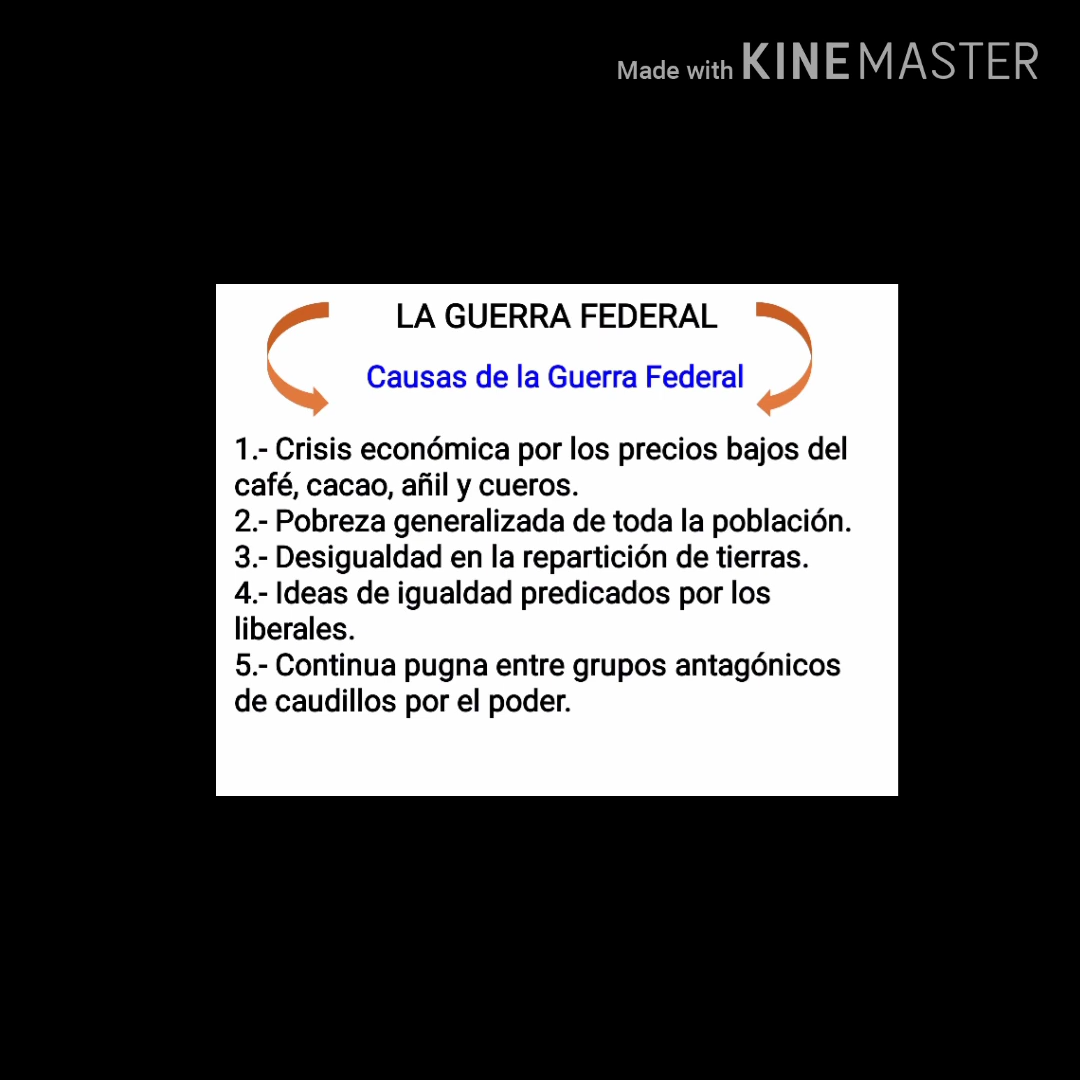 Made with KINEMASTER
LA GUERRA FEDERAL
Causas de la Guerra Federal
1.- Crisis económica por los precios bajos del
café, cacao, añil y cueros.
2.- Pobreza generalizada de toda la población.
3.- Desigualdad en la repartición de tierras.
4.- Ideas de igualdad predicados por los
liberales.
5.- Continua pugna entre grupos antagónicos
de caudillos por el poder.